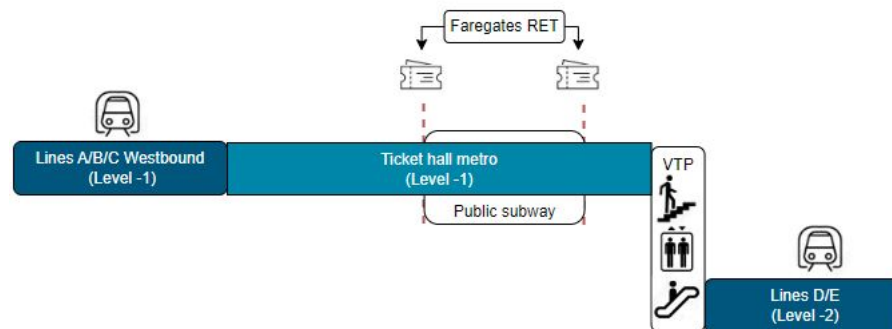 Faregates RET
Lines A/B/C Westbound
(Level -1)
Ticket hall metro
(Level -1)
VTP
Public subway
Lines D/E
(Level -2)